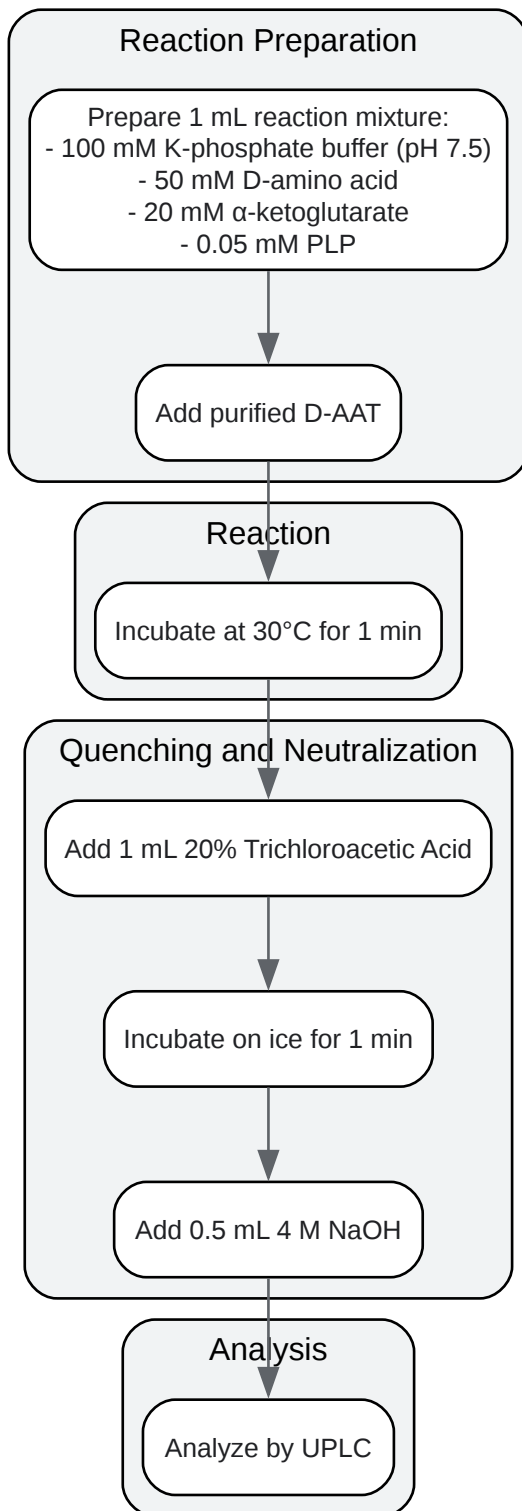 Reaction Preparation
Prepare 1 mL reaction mixture:
- 100 mM K-phosphate buffer (pH 7.5)
- 50 mM D-amino acid
- 20 mM α-ketoglutarate
- 0.05 mM PLP
Add purified D-AAT
Reaction
Incubate at 30°C for 1 min
Quenching and Neutralization
Add 1 mL 20% Trichloroacetic Acid
Incubate on ice for 1 min
Add 0.5 mL 4 M NaOH
Analysis
Analyze by UPLC